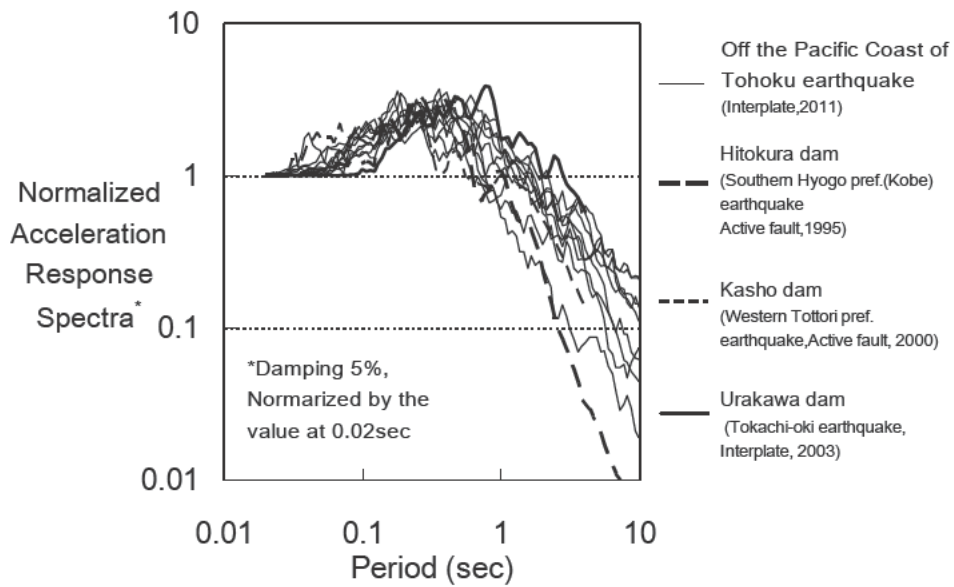 10
1
0.1
0.01
Normalized
Acceleration
Response
Spectra*
*Damping 5%,
Normarized by the
value at 0.02sec
0.01 0.1 1 10
Period (sec)
Off the Pacific Coast of
Tohoku earthquake
(Interplate,2011)
Hitokura dam
(Southern Hyogo pref.(Kobe)
earthquake
Active fault,1995)
Kasho dam
(Western Tottori pref.
earthquake,Active fault, 2000)
Urakawa dam
(Tokachi-oki earthquake,
Interplate, 2003)